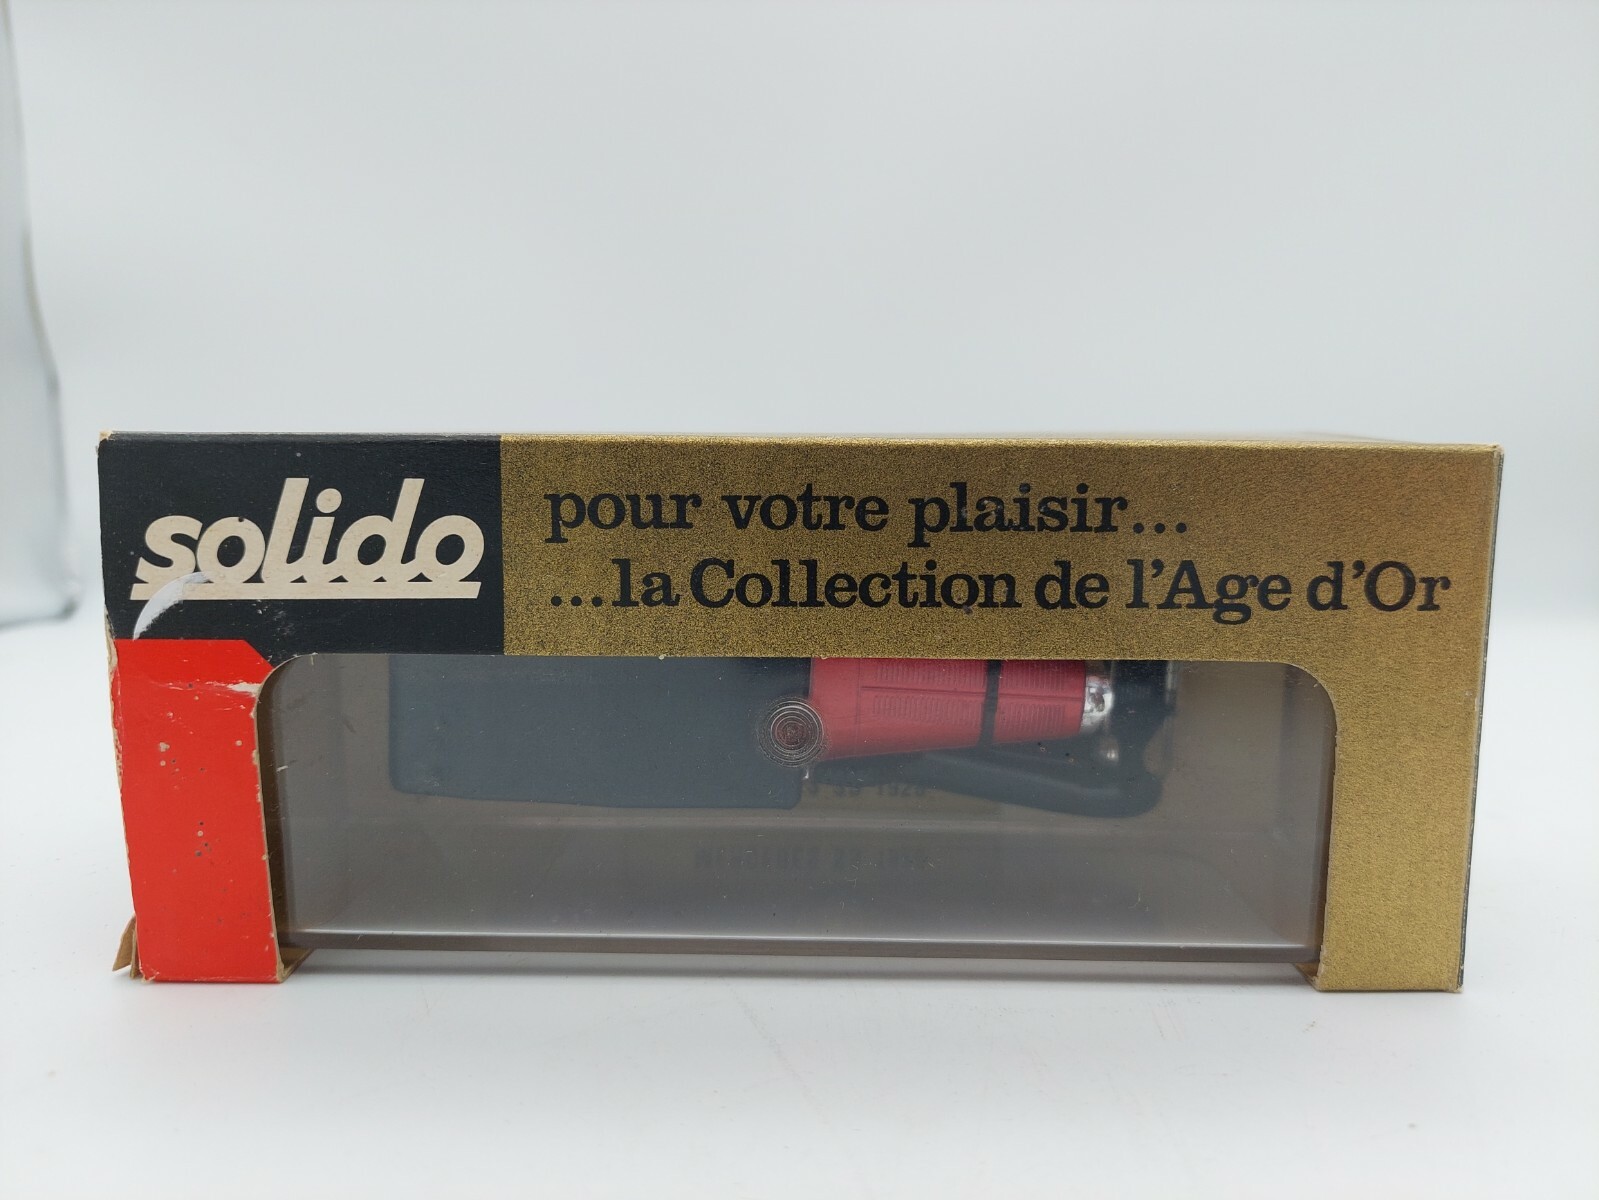 solido
pour votre plaisir...
...la Collection de l'Age d'Or